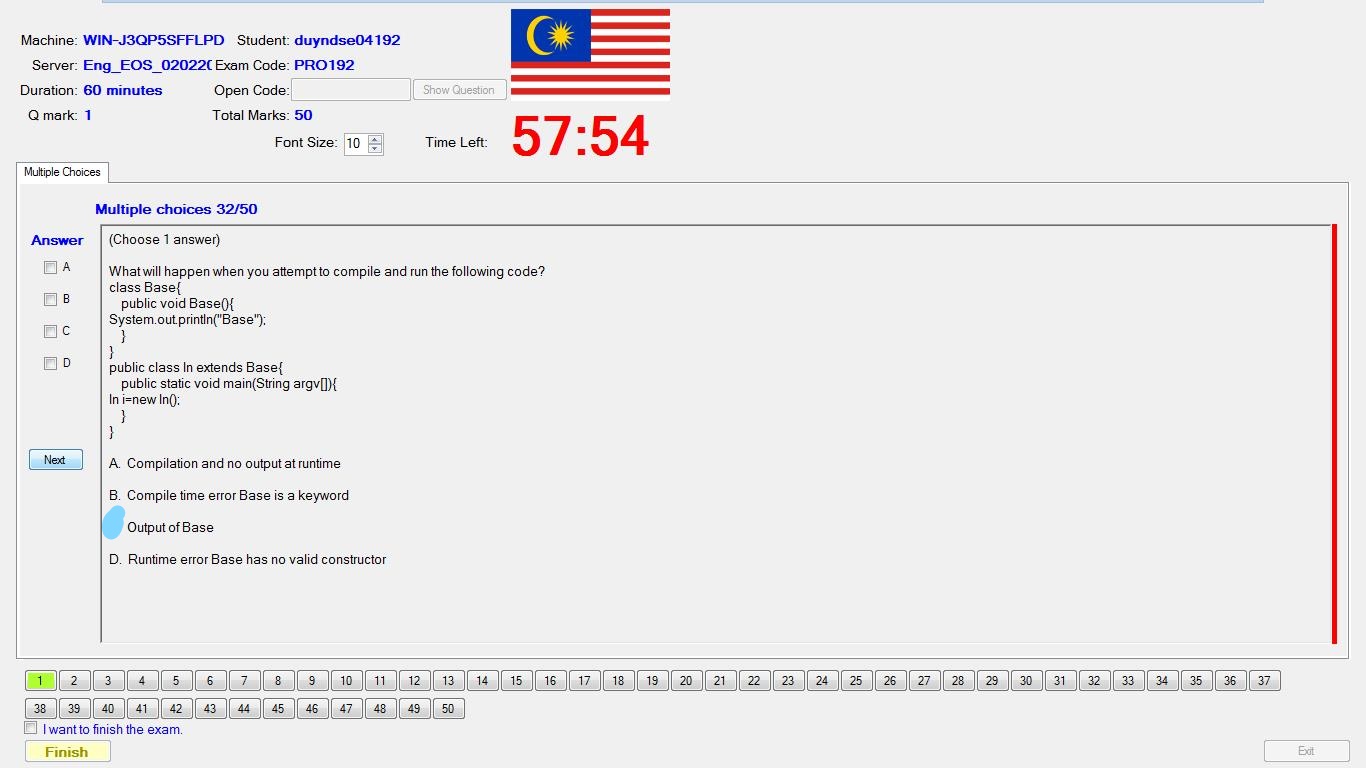 Machine: WIN-J3QP5SFFLPD Student: duyndse04192
Server: Eng_EOS_020220 Exam Code: PRO192
Duration: 60 minutes Open Code: Show Question
Q mark: 1 Total Marks: 50
Font Size: 10 Time Left: 57:54
Multiple Choices
Multiple choices 32/50
Answer
A
B
C
D
Next
(Choose 1 answer)
What will happen when you attempt to compile and run the following code?
class Base{
public void Base(){
System.out.println("Base");
}
}
public class In extends Base{
public static void main(String argv[]){
In i=new In();
}
}
A. Compilation and no output at runtime
B. Compile time error Base is a keyword
Output of Base
D. Runtime error Base has no valid constructor
1 2 3 4 5 6 7 8 9 10 11 12 13 14 15 16 17 18 19 20 21 22 23 24 25 26 27 28 29 30 31 32 33 34 35 36 37
38 39 40 41 42 43 44 45 46 47 48 49 50
I want to finish the exam.
Finish Exit